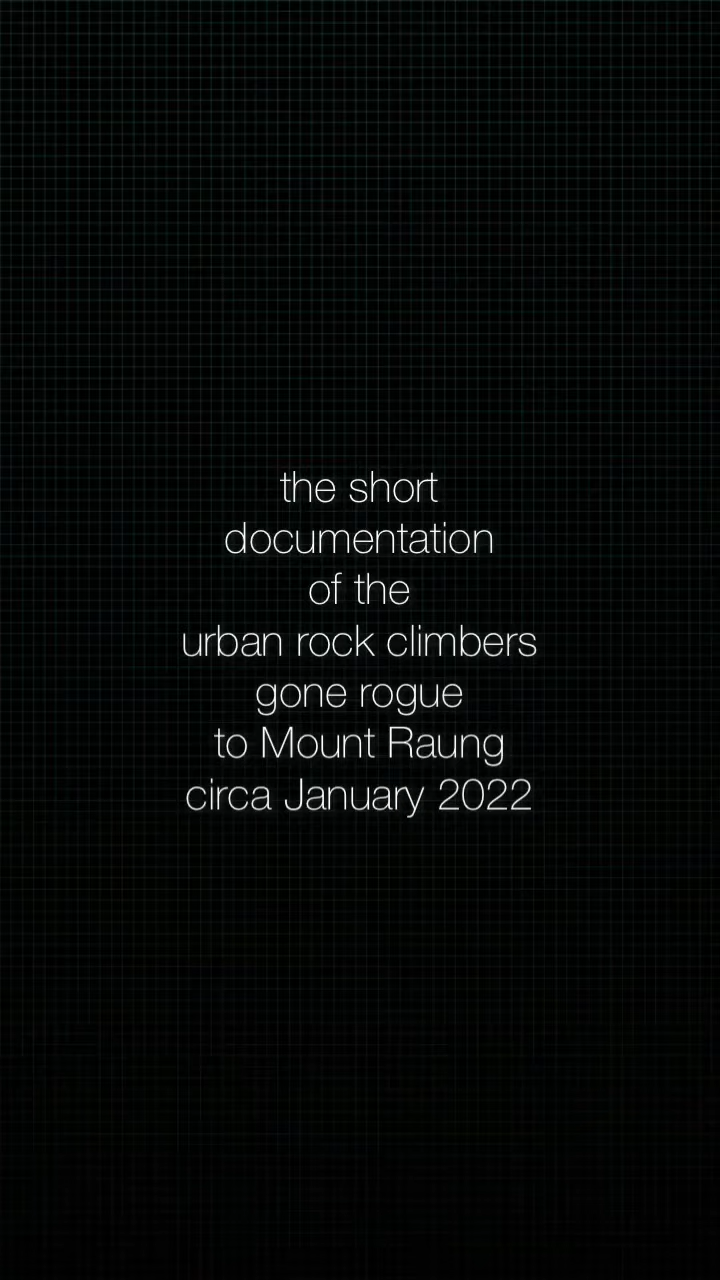 the short
documentation
of the
urban rock climbers
gone rogue
to Mount Raung
circa January 2022